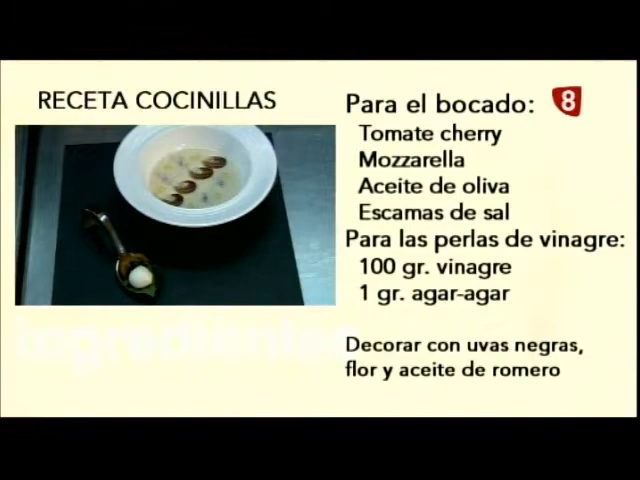 RECETA COCINILLAS
Para el bocado:
8
Tomate cherry
Mozzarella
Aceite de oliva
Escamas de sal
Para las perlas de vinagre:
100 gr. vinagre
1 gr. agar-agar
ingredientes
Decorar con uvas negras,
flor y aceite de romero